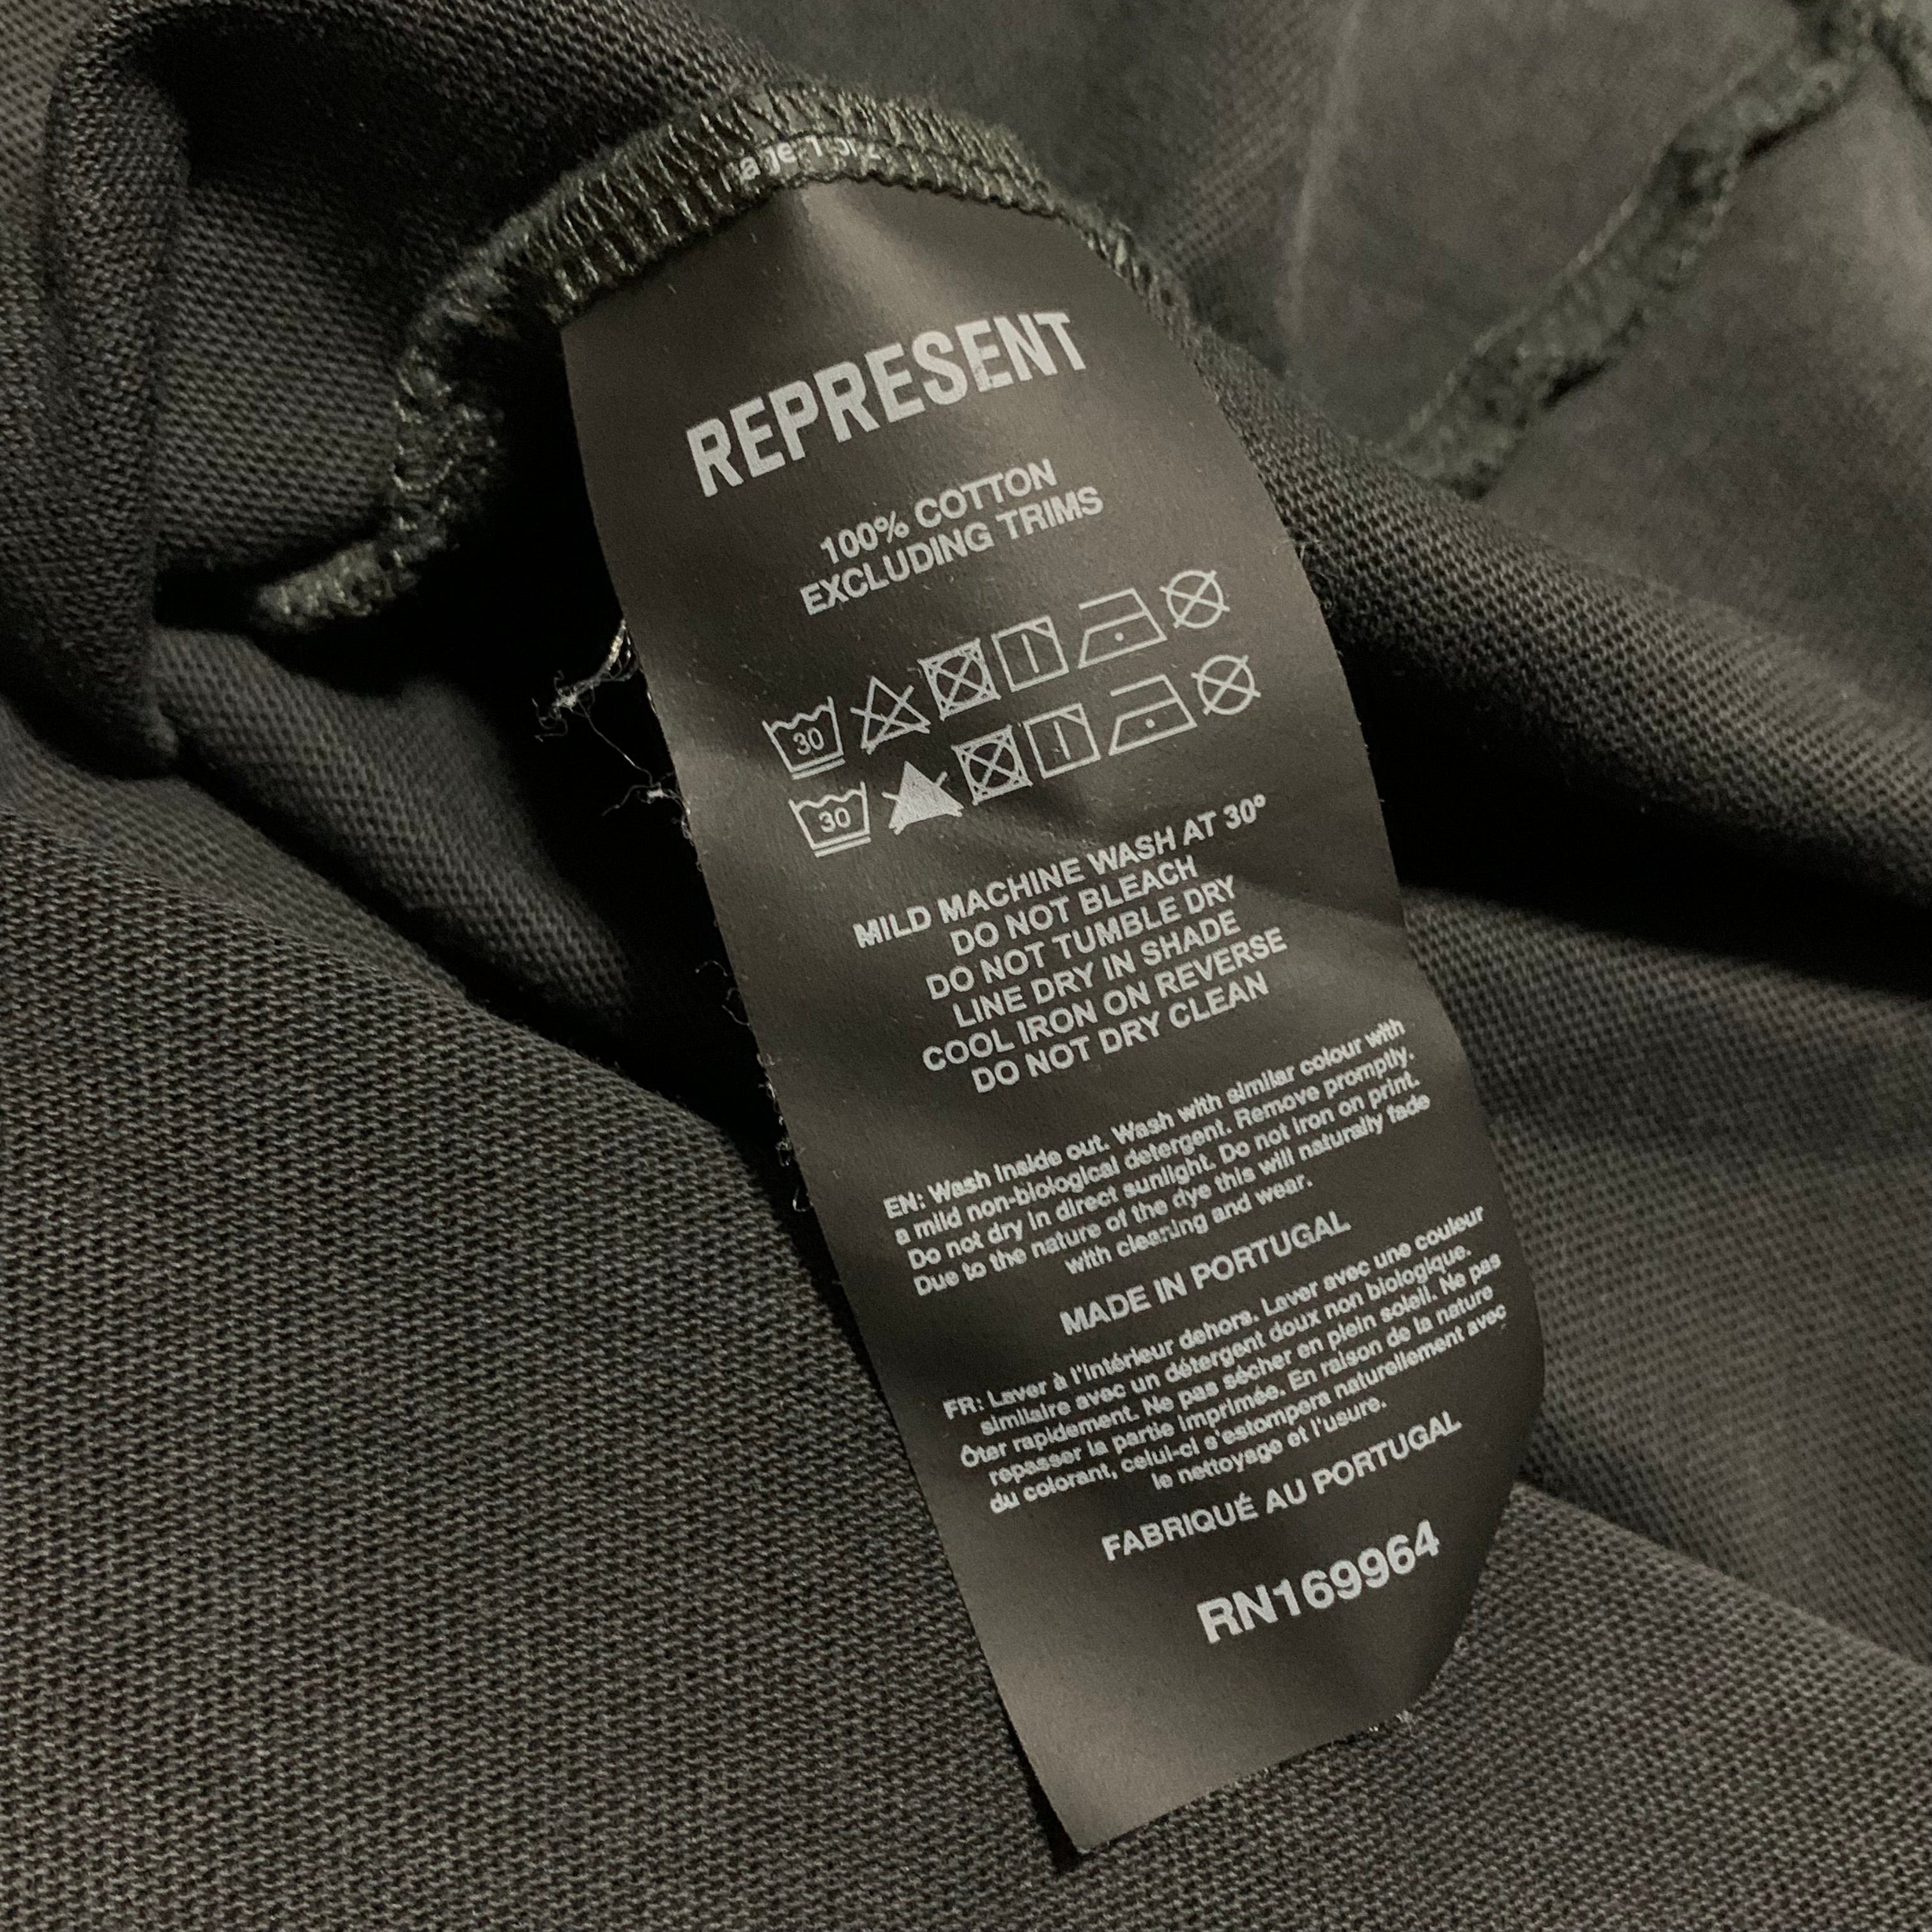 REPRESENT
100% COTTON
EXCLUDING TRIMS
30
30
MILD MACHINE WASH AT 30º
DO NOT BLEACH
DO NOT TUMBLE DRY
LINE DRY IN SHADE
COOL IRON ON REVERSE
DO NOT DRY CLEAN
EN: Wash inside out. Wash with similar colour with
a mild non-biological detergent. Remove promptly.
Do not dry in direct sunlight. Do not iron on print.
Due to the nature of the dye this will naturally fade
with cleaning and wear.
MADE IN PORTUGAL
FR: Laver à l'intérieur dehors. Laver avec une couleur
similaire avec un détergent doux non biologique.
Ôter rapidement. Ne pas sécher en plein soleil. Ne pas
repasser la partie imprimée. En raison de la nature
du colorant, celui-ci s'estompera naturellement avec
le nettoyage et l'usure.
FABRIQUÉ AU PORTUGAL
RN169964